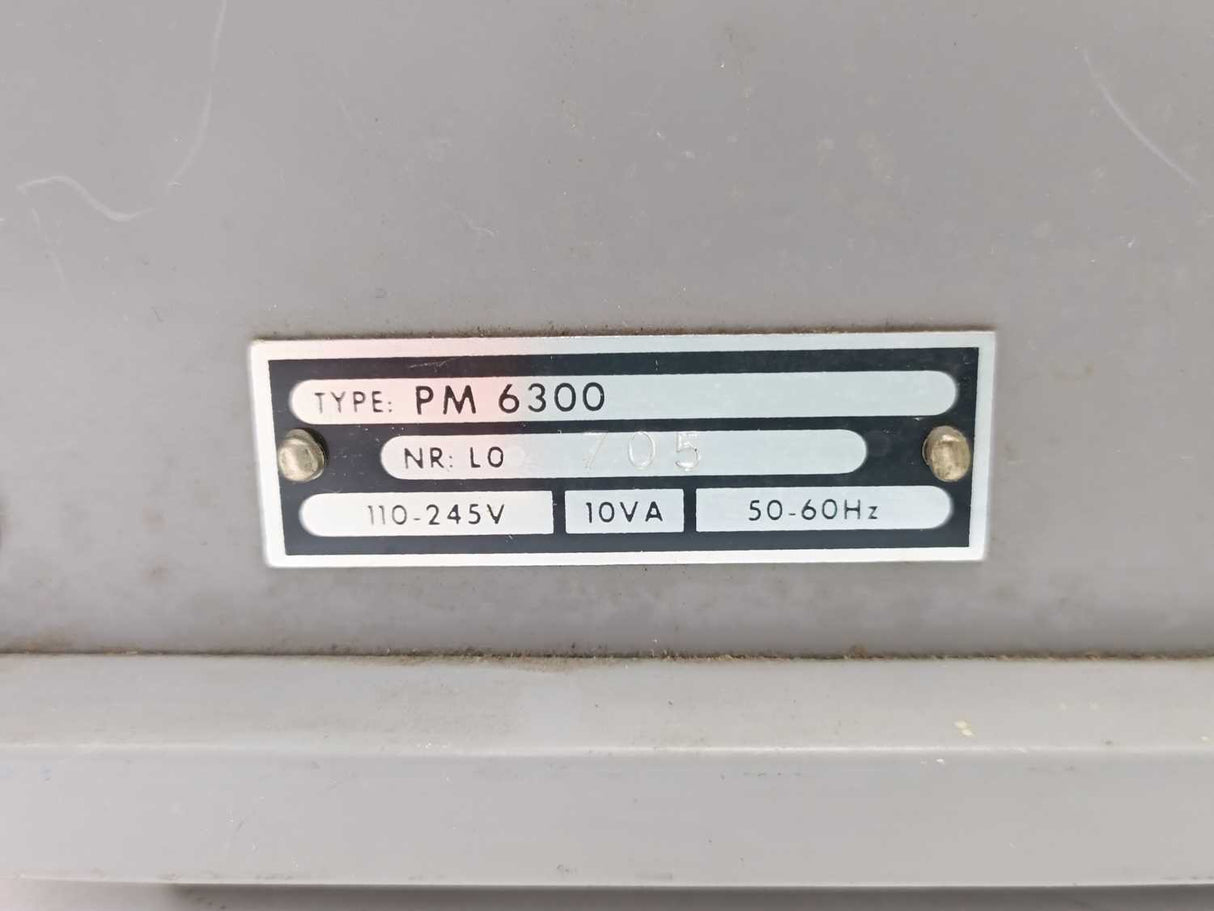 TYPE: PM 6300
NR: LO 705
110-245V 10VA 50-60Hz